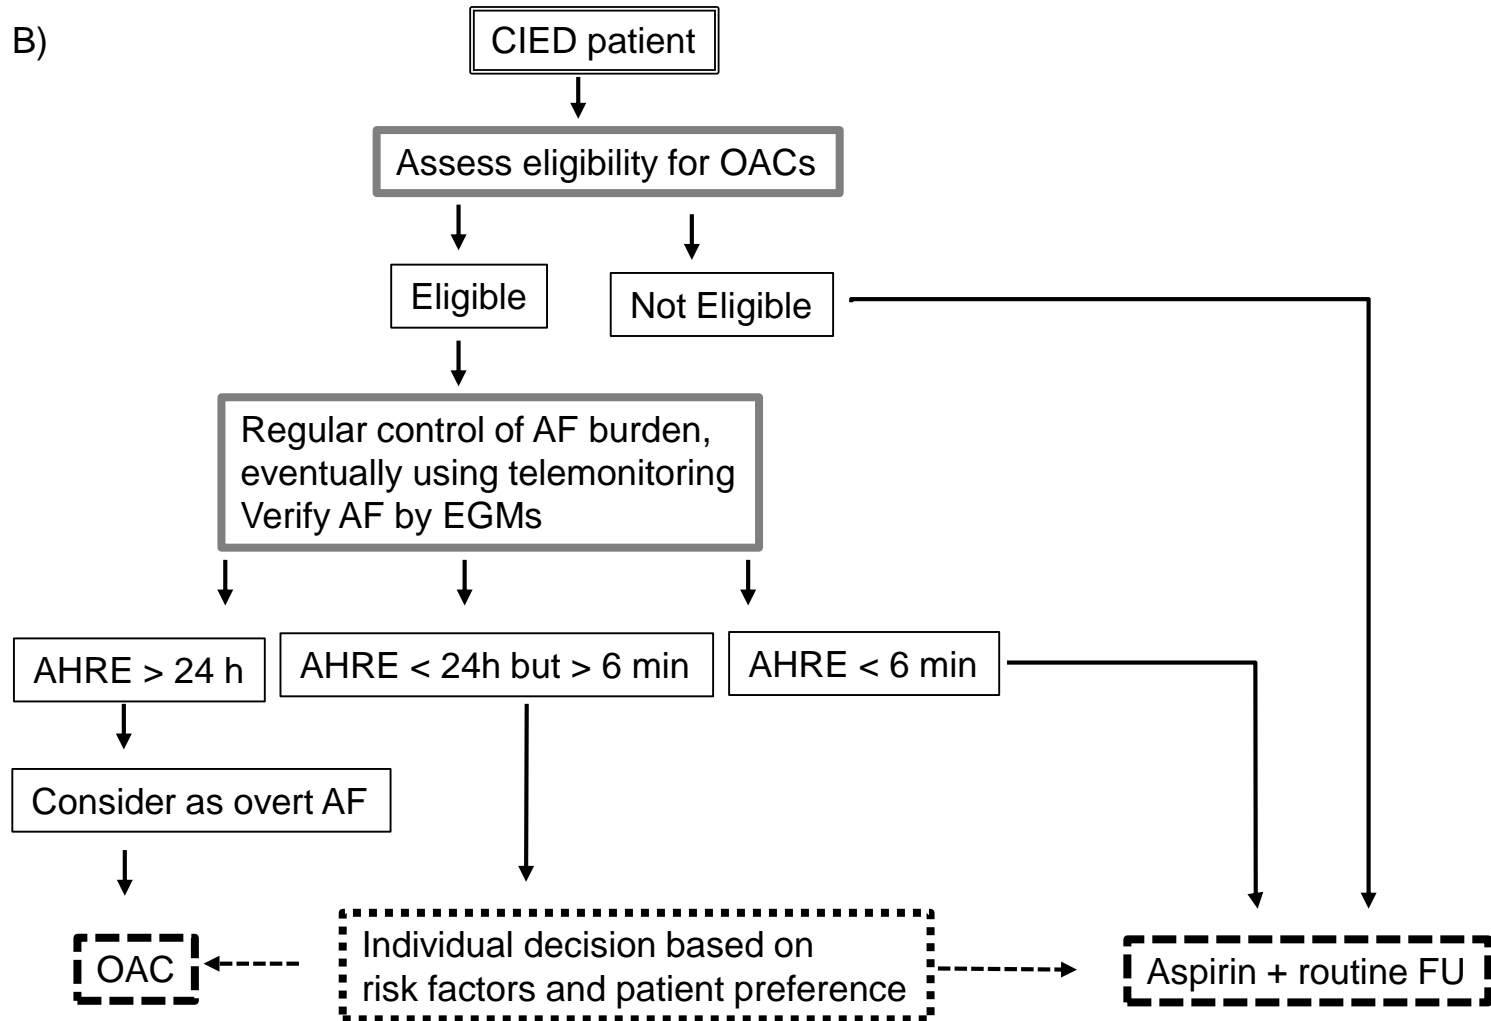 B)
CIED patient
Assess eligibility for OACs
Eligible
Not Eligible
Regular control of AF burden,
eventually using telemonitoring
Verify AF by EGMs
AHRE > 24 h
AHRE < 24h but > 6 min
AHRE < 6 min
Consider as overt AF
OAC
Individual decision based on
risk factors and patient preference
Aspirin + routine FU